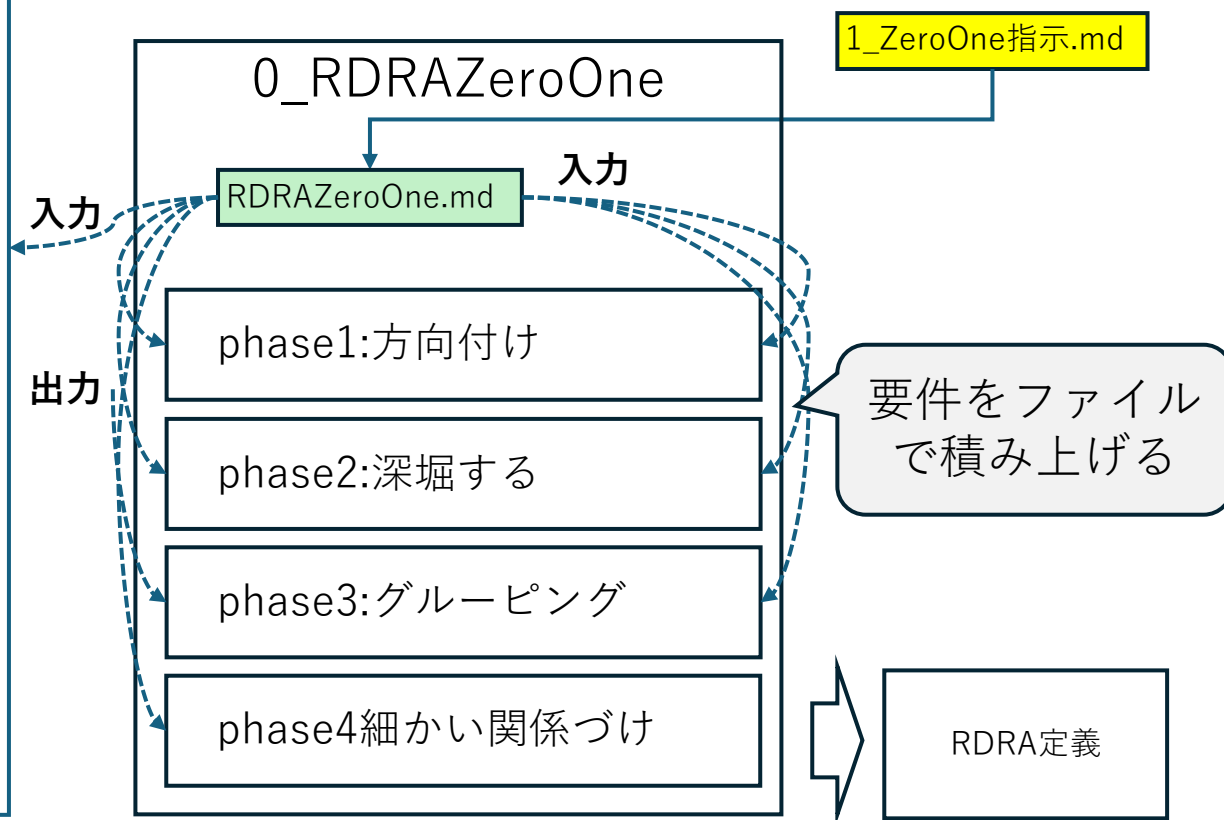 1_ZeroOne指示.md
0_RDRAZeroOne
入力
RDRAZeroOne.md
入力
phase1:方向付け
出力
要件をファイル
で積み上げる
phase2:深堀する
phase3:グルーピング
phase4細かい関係づけ
RDRA定義